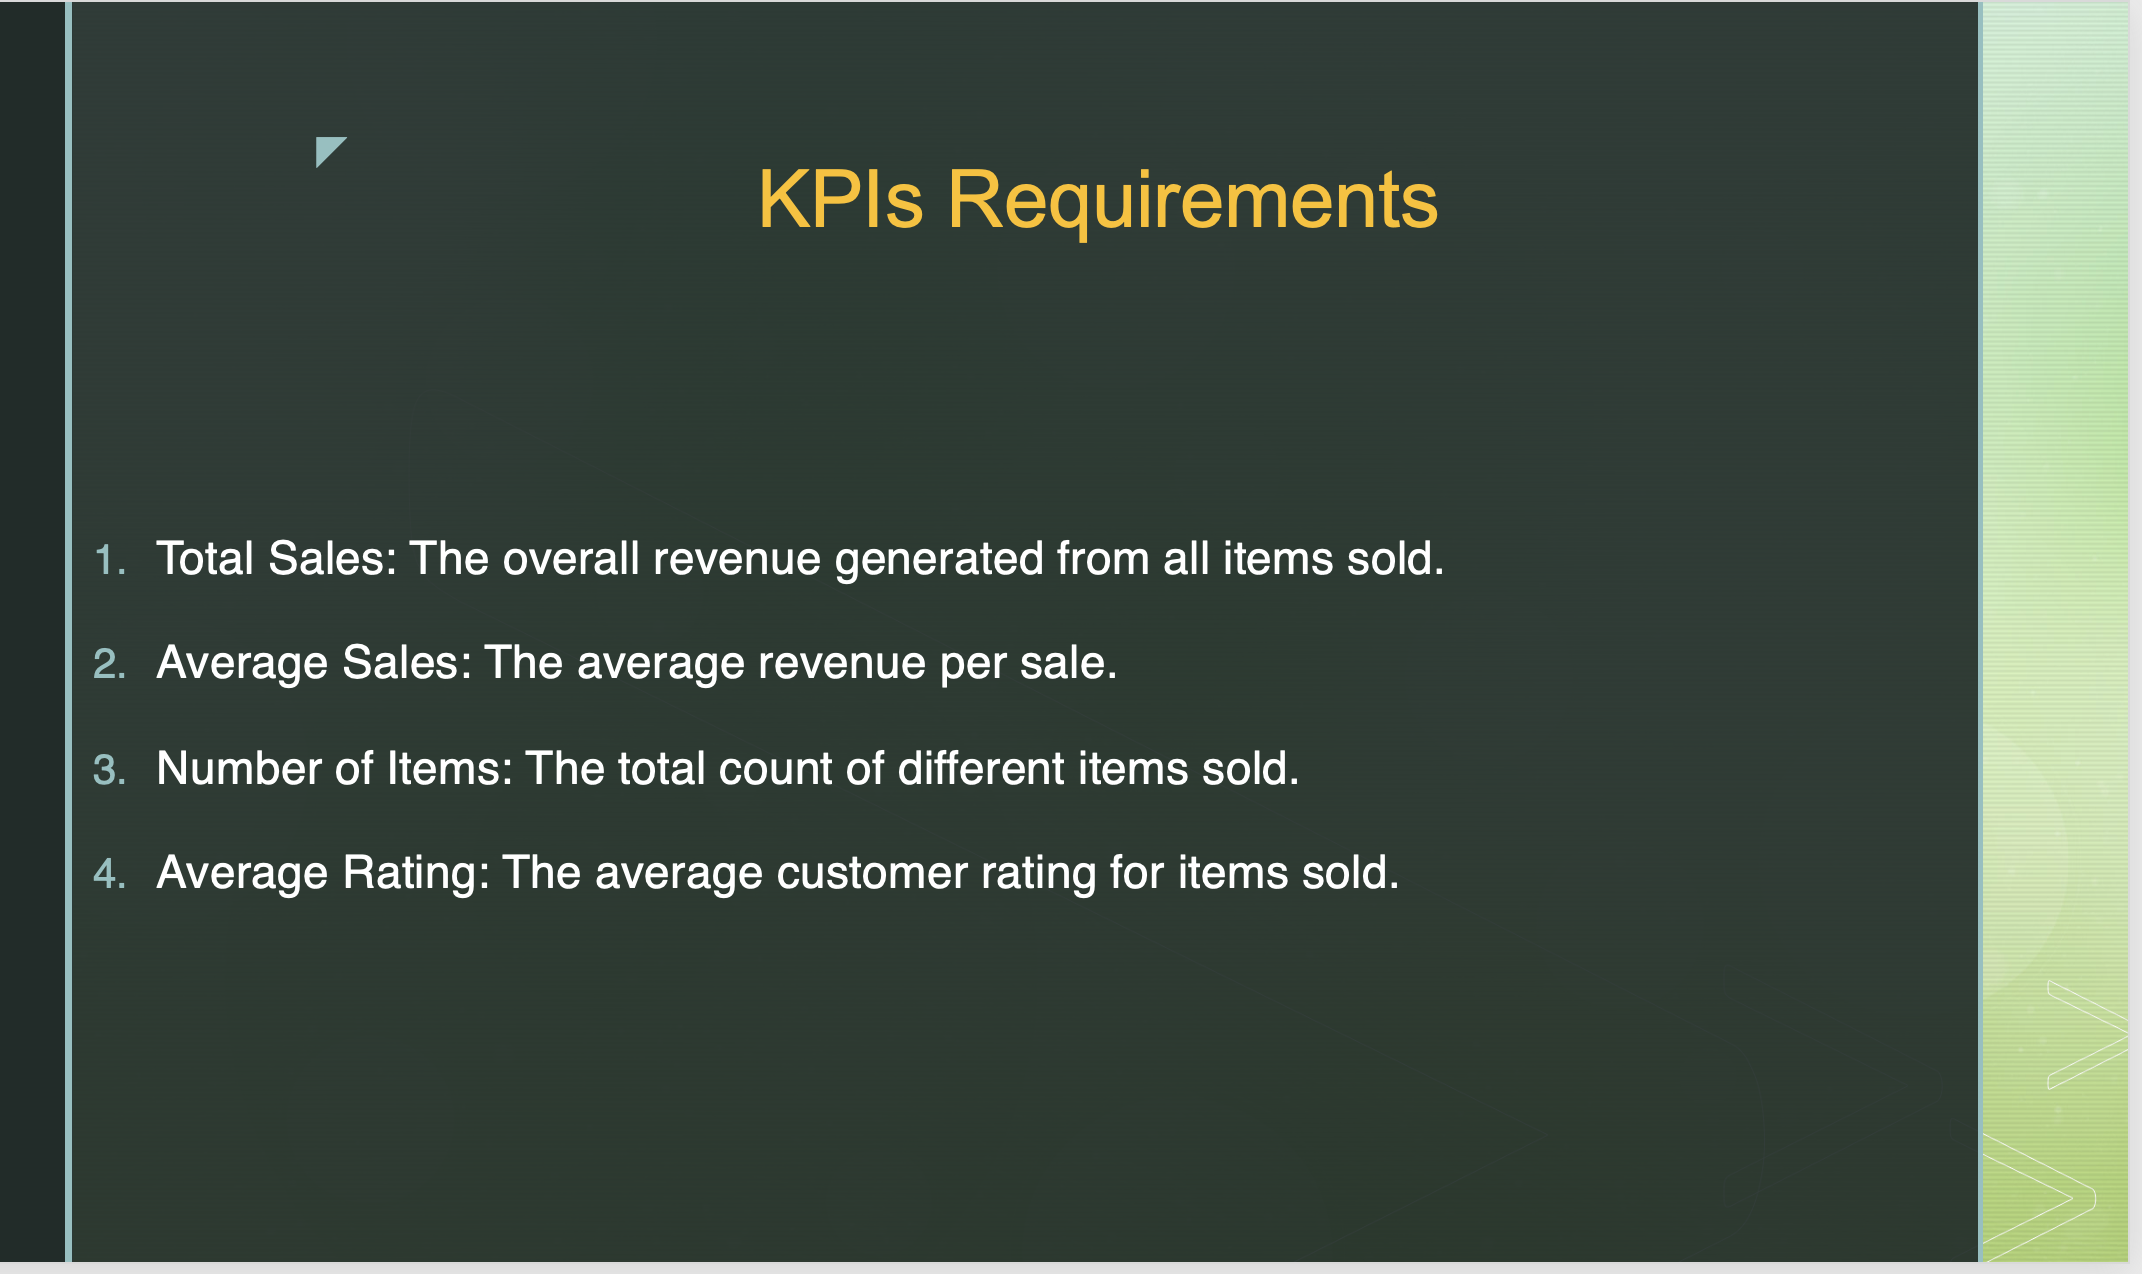 KPIs Requirements
1. Total Sales: The overall revenue generated from all items sold.
2. Average Sales: The average revenue per sale.
3. Number of Items: The total count of different items sold.
4. Average Rating: The average customer rating for items sold.